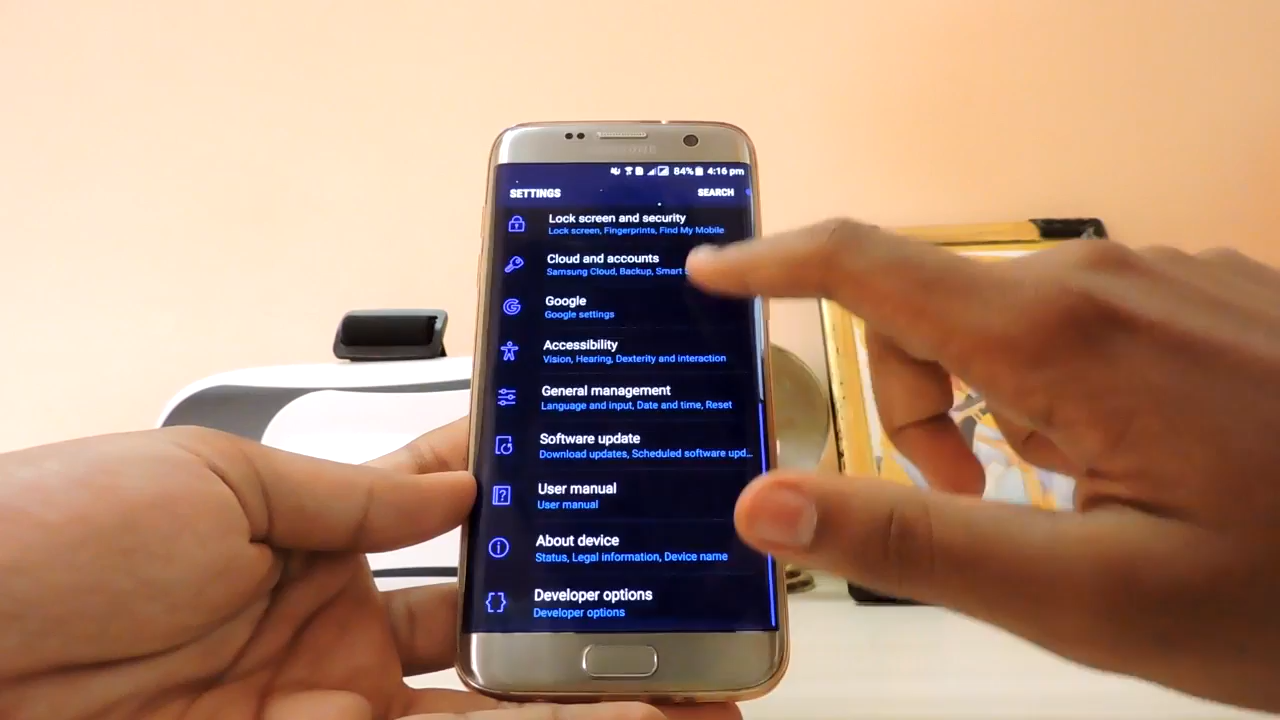 SAMSUNG
84% 4:16 pm
SETTINGS SEARCH
Lock screen and security
Lock screen, Fingerprints, Find My Mobile
Cloud and accounts
Samsung Cloud, Backup, Smart
Google
Google settings
Accessibility
Vision, Hearing, Dexterity and interaction
General management
Language and input, Date and time, Reset
Software update
Download updates, Scheduled software upd...
User manual
User manual
About device
Status, Legal information, Device name
Developer options
Developer options